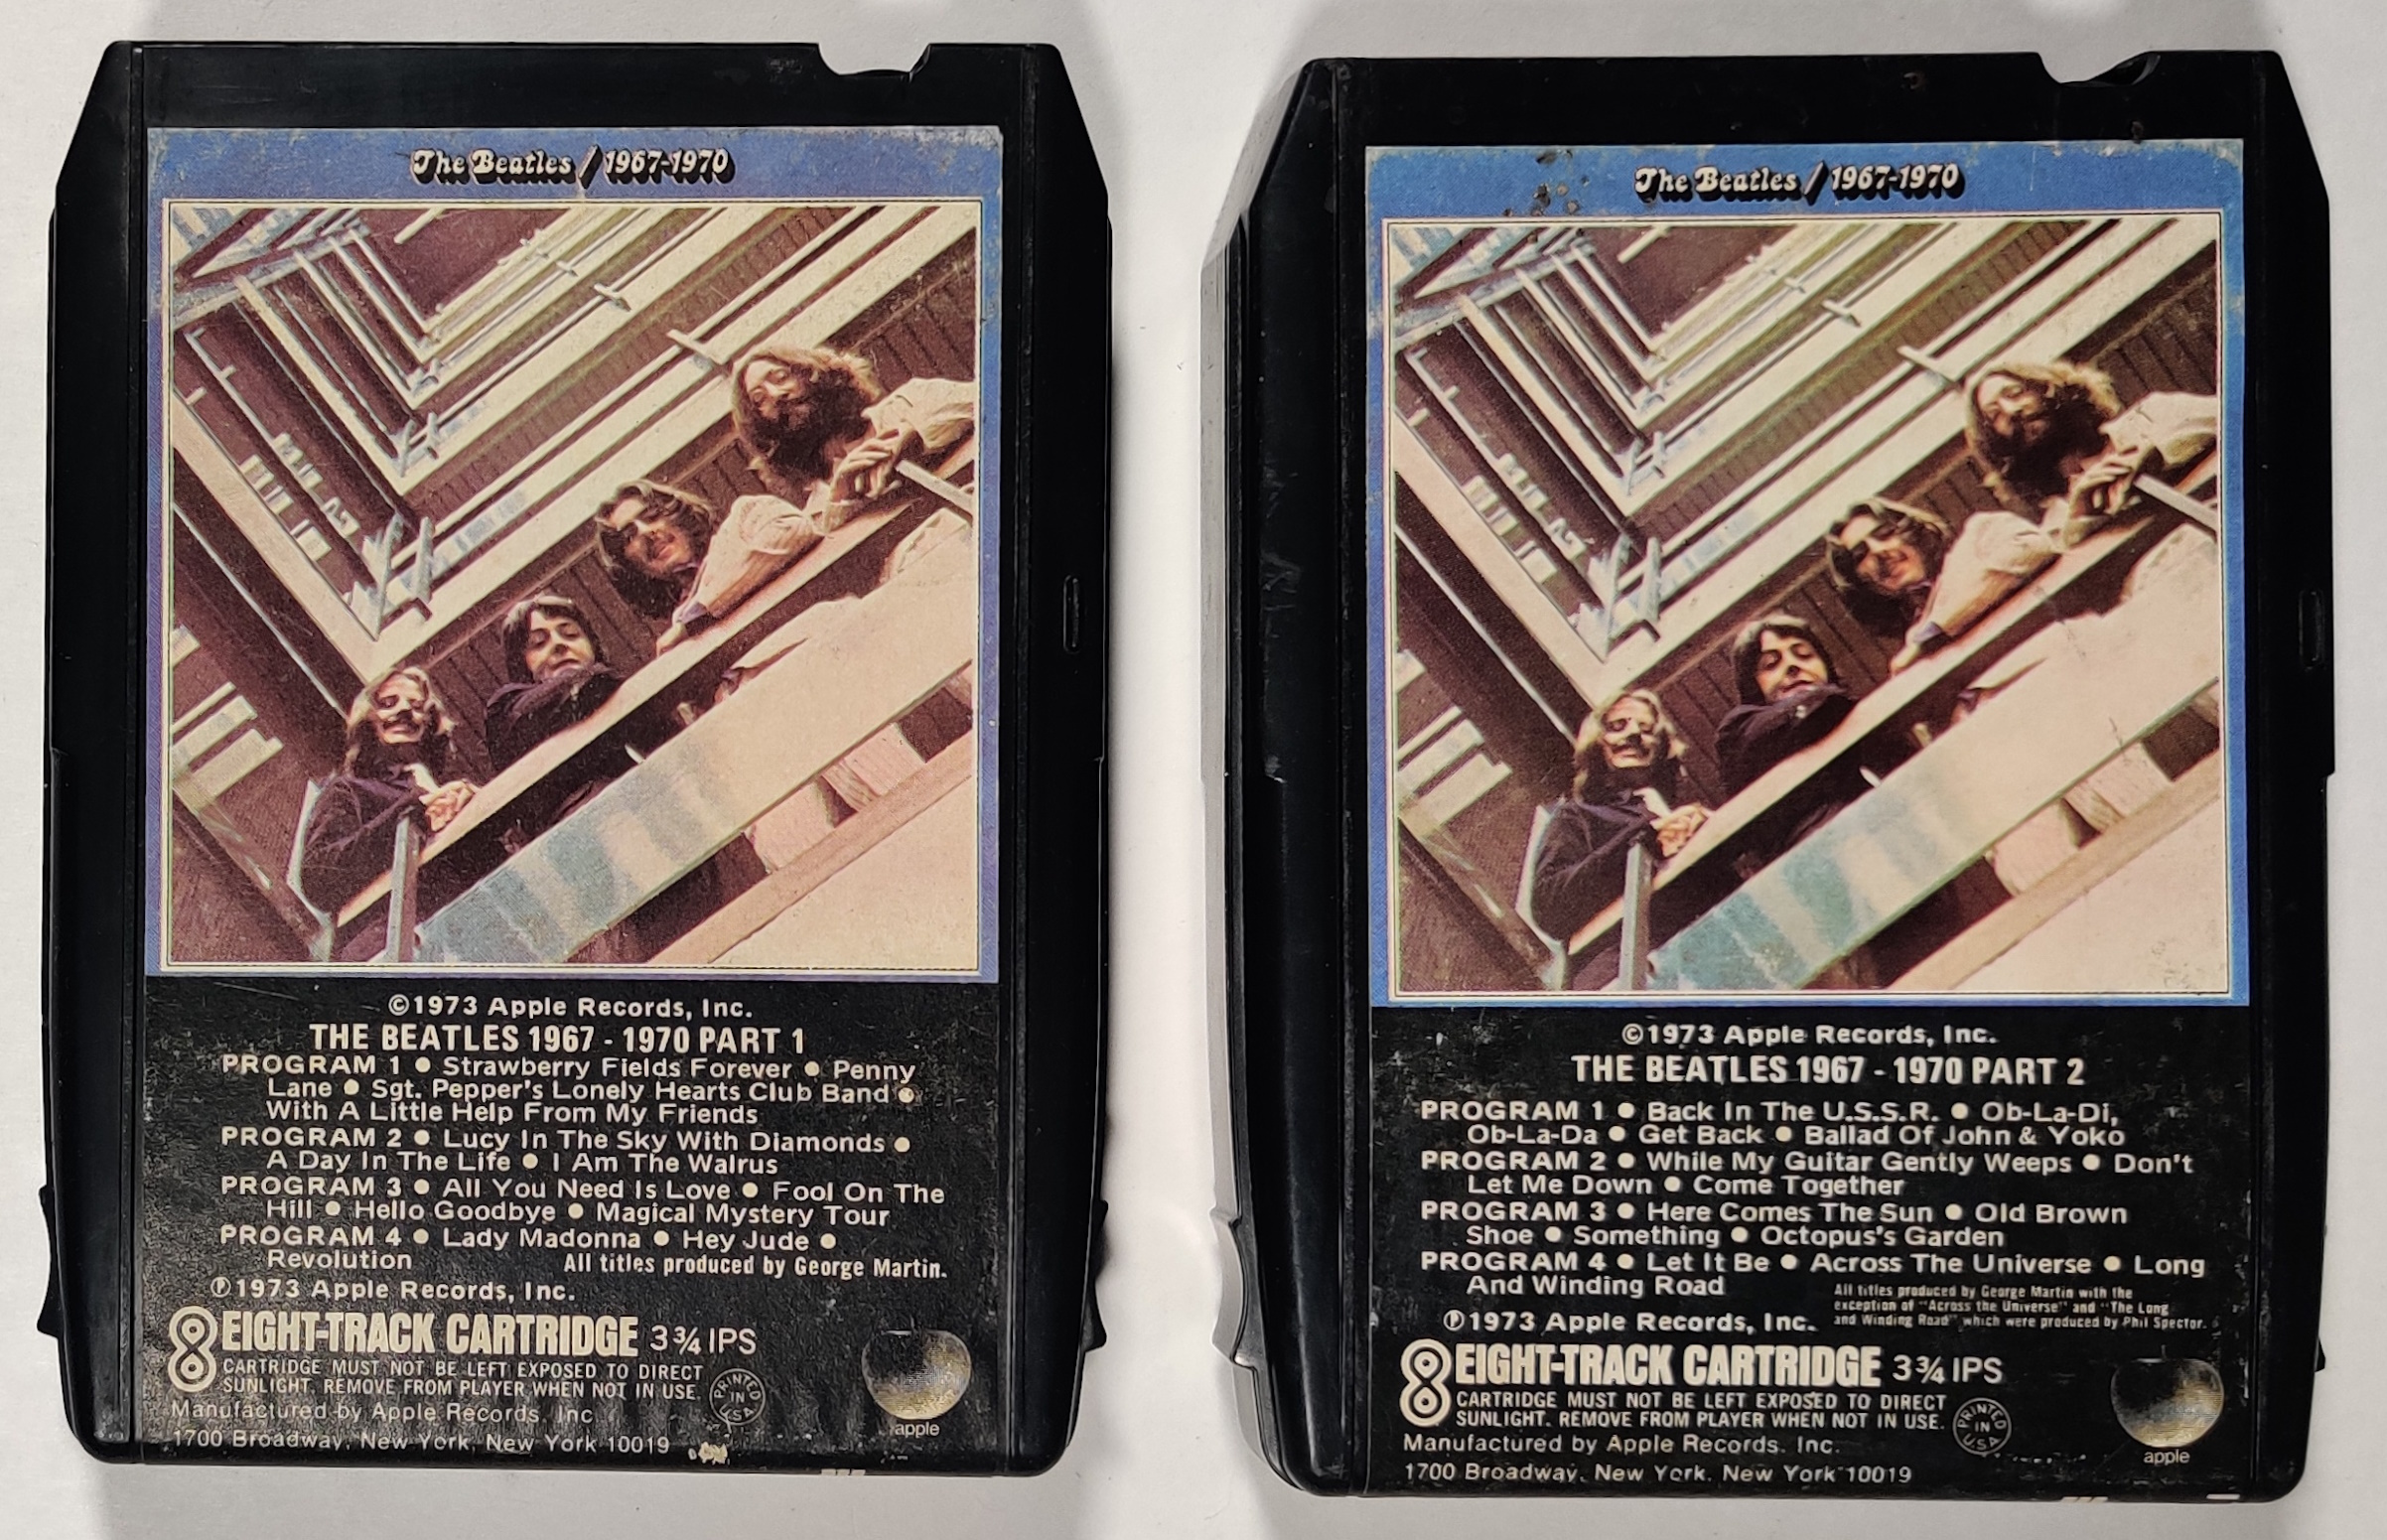 The Beatles / 1967-1970
©1973 Apple Records, Inc.
THE BEATLES 1967 - 1970 PART 1
PROGRAM 1 ● Strawberry Fields Forever ● Penny
Lane ● Sgt. Pepper's Lonely Hearts Club Band ●
With A Little Help From My Friends
PROGRAM 2 ● Lucy In The Sky With Diamonds ●
A Day In The Life ● I Am The Walrus
PROGRAM 3 ● All You Need Is Love ● Fool On The
Hill ● Hello Goodbye ● Magical Mystery Tour
PROGRAM 4 ● Lady Madonna ● Hey Jude ●
Revolution All titles produced by George Martin.
℗1973 Apple Records, Inc.
8 EIGHT-TRACK CARTRIDGE 3¾ IPS
CARTRIDGE MUST NOT BE LEFT EXPOSED TO DIRECT
SUNLIGHT. REMOVE FROM PLAYER WHEN NOT IN USE.
PRINTED
IN
U.S.A.
Manufactured by Apple Records, Inc
1700 Broadway, New York, New York 10019
apple
The Beatles / 1967-1970
©1973 Apple Records, Inc.
THE BEATLES 1967 - 1970 PART 2
PROGRAM 1 ● Back In The U.S.S.R. ● Ob-La-Di,
Ob-La-Da ● Get Back ● Ballad Of John & Yoko
PROGRAM 2 ● While My Guitar Gently Weeps ● Don't
Let Me Down ● Come Together
PROGRAM 3 ● Here Comes The Sun ● Old Brown
Shoe ● Something ● Octopus's Garden
PROGRAM 4 ● Let It Be ● Across The Universe ● Long
And Winding Road
All titles produced by George Martin with the
exception of "Across the Universe" and "The Long
and Winding Road" which were produced by Phil Spector.
℗1973 Apple Records, Inc.
8 EIGHT-TRACK CARTRIDGE 3¾ IPS
CARTRIDGE MUST NOT BE LEFT EXPOSED TO DIRECT
SUNLIGHT. REMOVE FROM PLAYER WHEN NOT IN USE.
PRINTED
IN
U.S.A.
Manufactured by Apple Records. Inc.
1700 Broadway, New York, New York 10019
apple